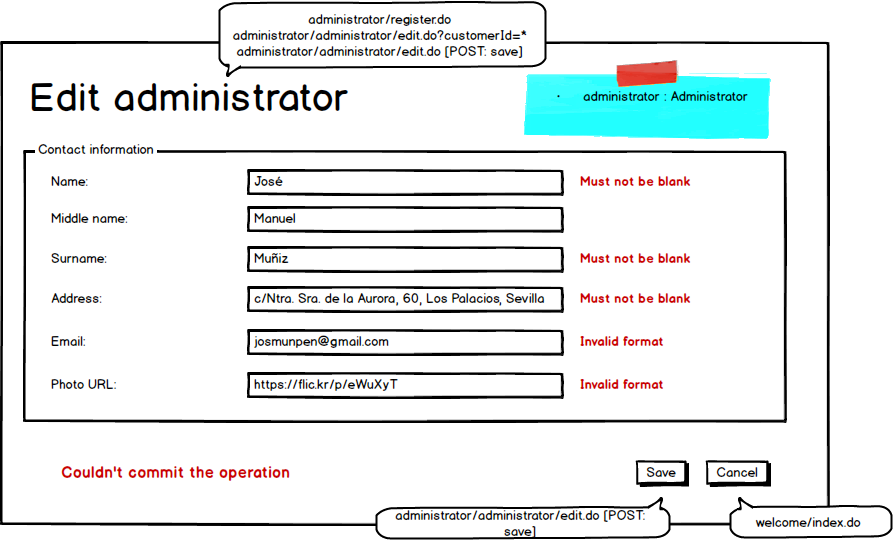 administrator/register.do
administrator/administrator/edit.do?customerId=*
administrator/administrator/edit.do [POST: save]
Edit administrator
· administrator : Administrator
Contact information
Name: José Must not be blank
Middle name: Manuel
Surname: Muñiz Must not be blank
Address: c/Ntra. Sra. de la Aurora, 60, Los Palacios, Sevilla Must not be blank
Email: josmunpen@gmail.com Invalid format
Photo URL: https://flic.kr/p/eWuXyT Invalid format
Couldn't commit the operation
Save Cancel
administrator/administrator/edit.do [POST:
save]
welcome/index.do